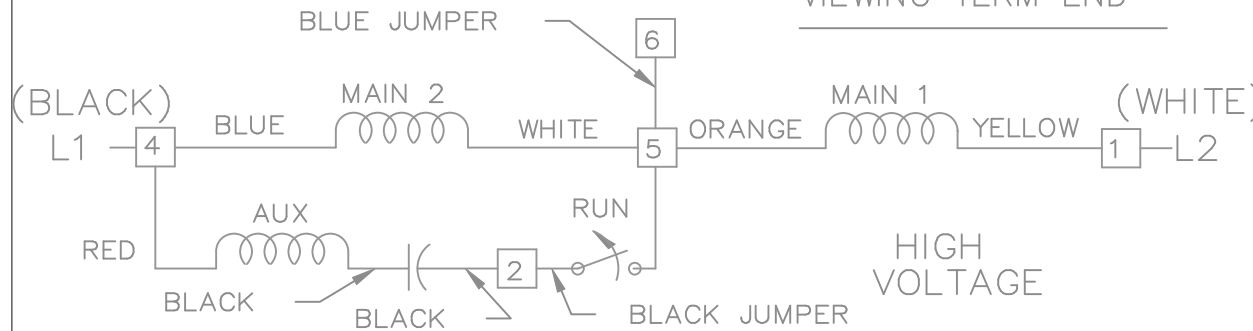 VIEWING TERM END
BLUE JUMPER
6
(BLACK)
MAIN 2
MAIN 1
(WHITE)
L1
4
BLUE
WHITE
5
ORANGE
YELLOW
1
L2
AUX
RUN
RED
2
HIGH
VOLTAGE
BLACK
BLACK
BLACK JUMPER